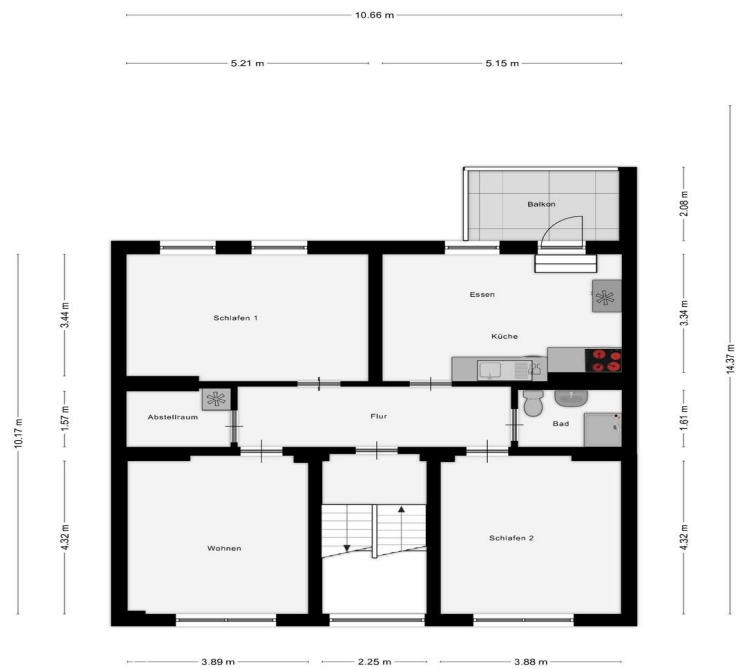 10.66 m
5.21 m
5.15 m
Balkon
2.08 m
14.37 m
10.17 m
3.44 m
Schlafen 1
Essen
Küche
3.34 m
1.57 m
Abstellraum
Flur
Bad
1.61 m
4.32 m
Wohnen
Schlafen 2
4.32 m
3.89 m
2.25 m
3.88 m